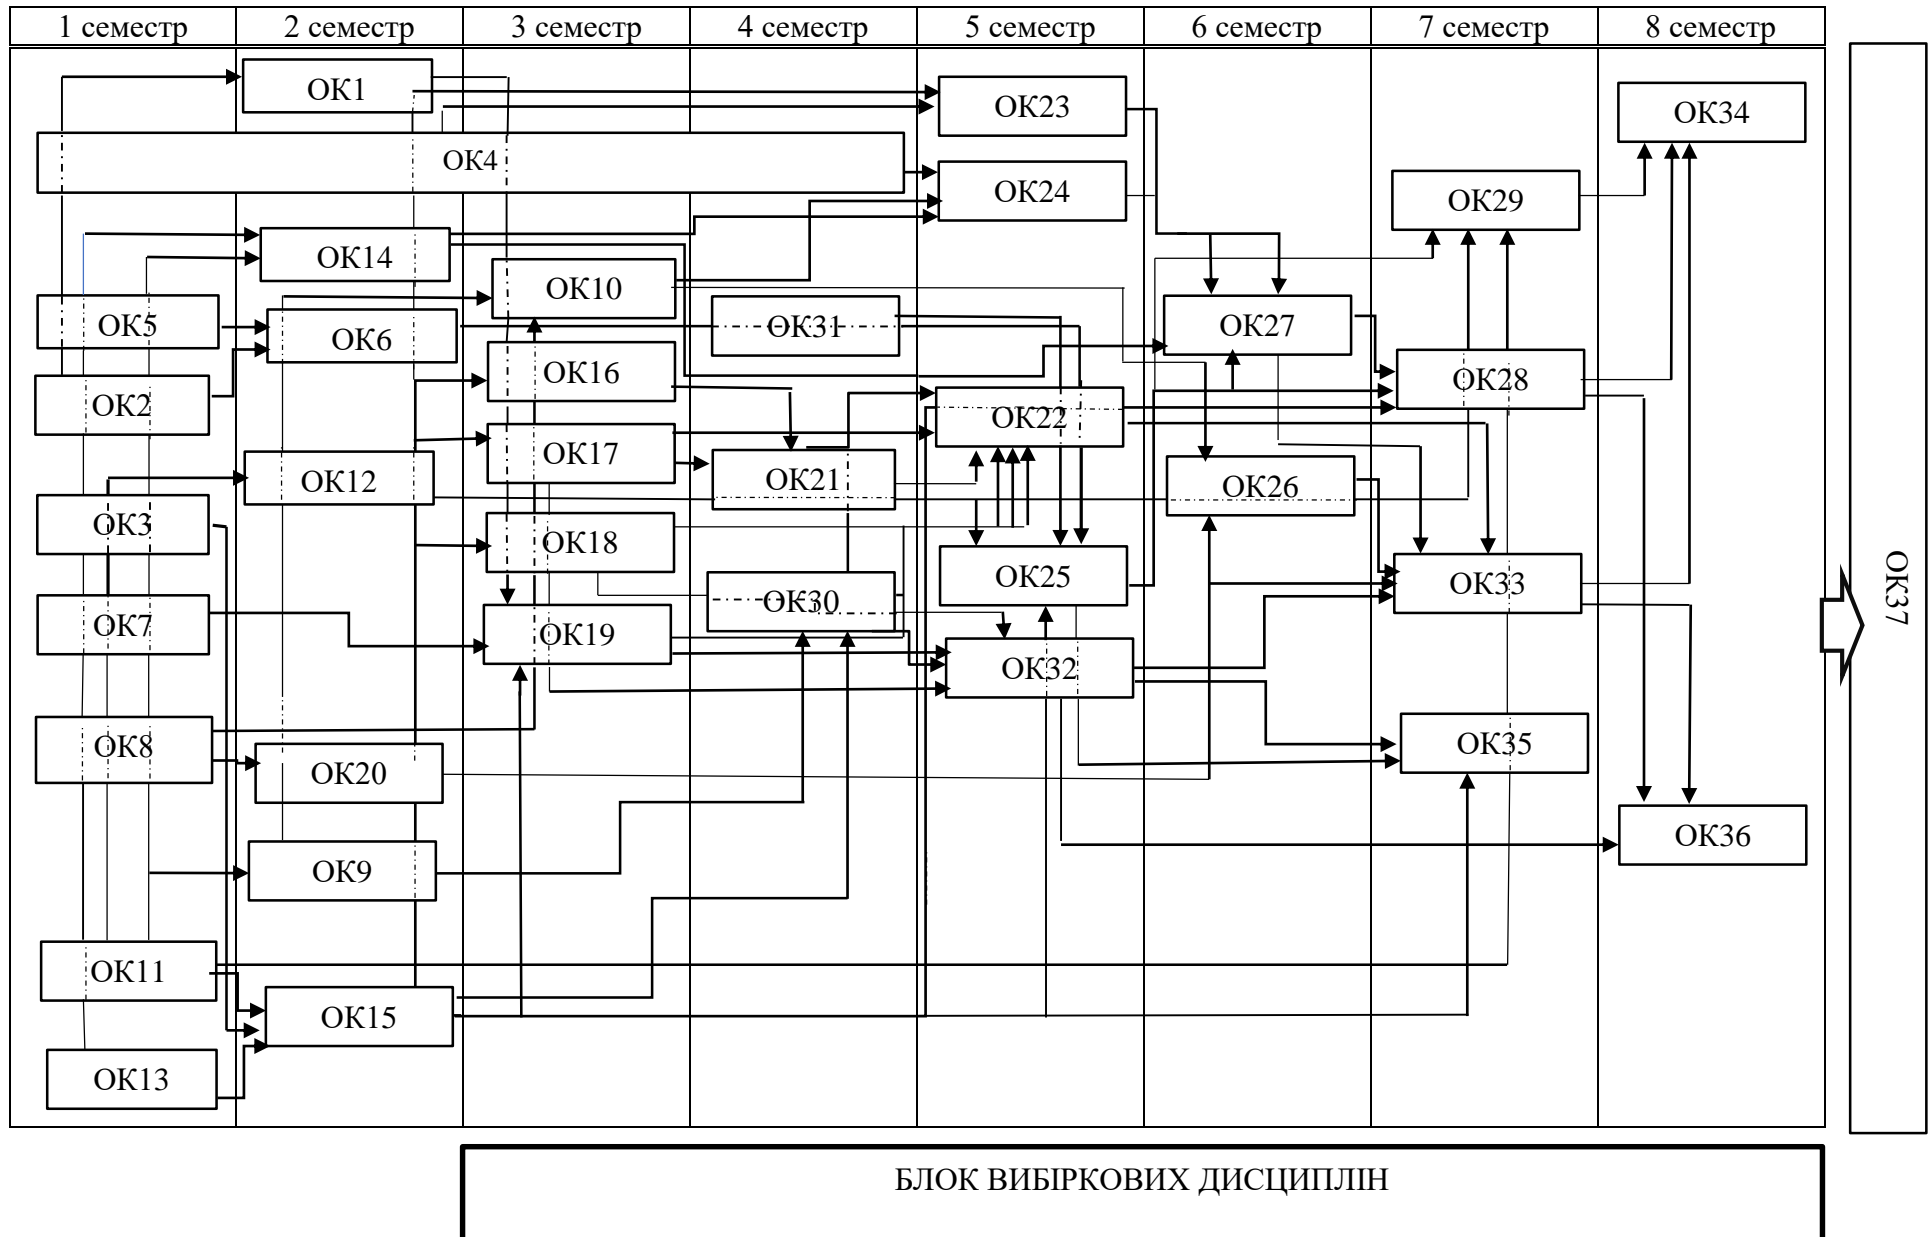 1 семестр
2 семестр
3 семестр
4 семестр
5 семестр
6 семестр
7 семестр
8 семестр
ОК1
ОК23
ОК34
ОК4
ОК24
ОК29
ОК14
ОК10
ОК5
ОК6
ОК31
ОК27
ОК16
ОК28
ОК2
ОК22
ОК17
ОК12
ОК21
ОК26
ОК3
ОК18
ОК25
ОК33
ОК37
ОК7
ОК30
ОК19
ОК32
ОК8
ОК20
ОК35
ОК9
ОК36
ОК11
ОК15
ОК13
БЛОК ВИБІРКОВИХ ДИСЦИПЛІН